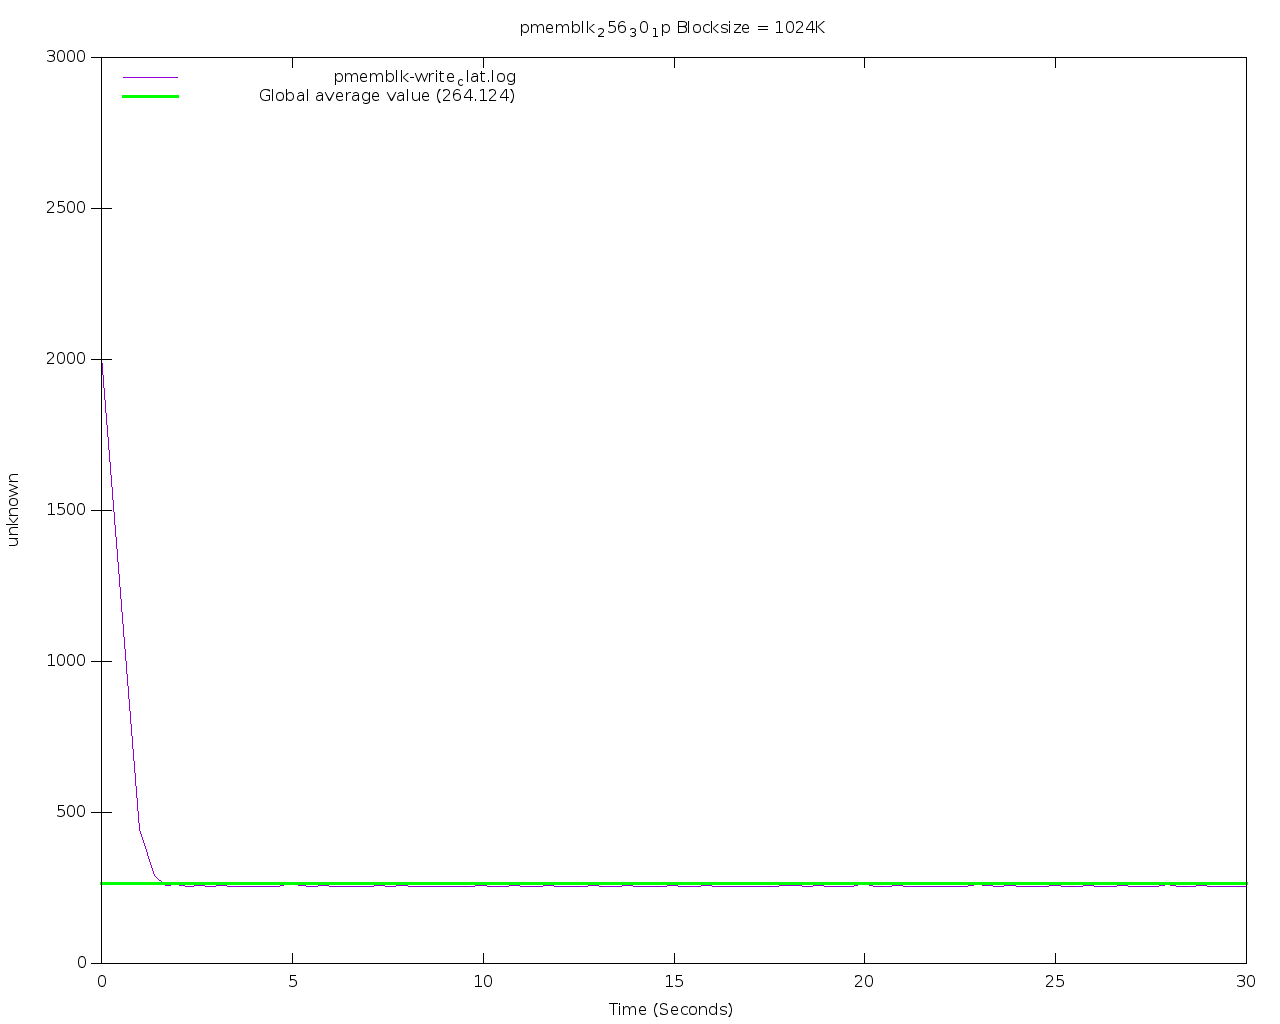 pmemblk₂56₃0₁p Blocksize = 1024K
pmemblk-write꜀lat.log
Global average value (264.124)
3000
2500
2000
1500
1000
500
0
unknown
0 5 10 15 20 25 30
Time (Seconds)